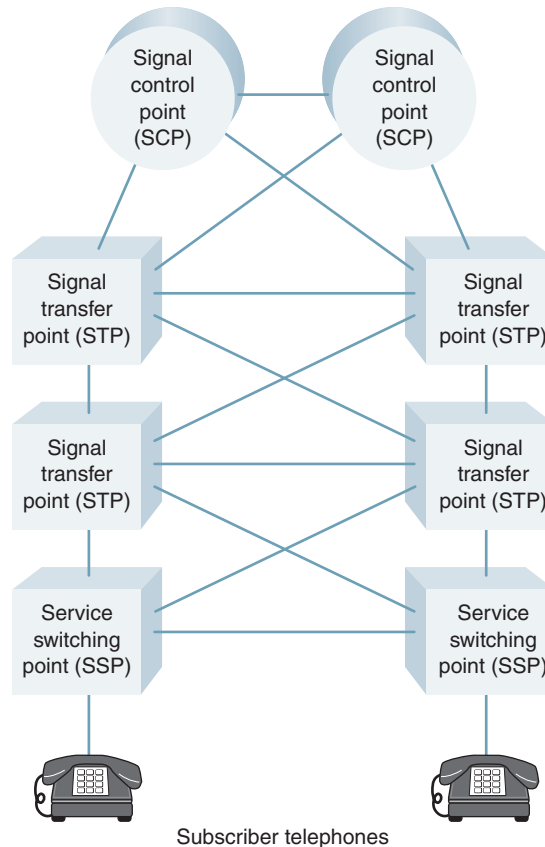 Signal
control
point
(SCP)
Signal
control
point
(SCP)
Signal
transfer
point (STP)
Signal
transfer
point (STP)
Signal
transfer
point (STP)
Signal
transfer
point (STP)
Service
switching
point (SSP)
Service
switching
point (SSP)
Subscriber telephones